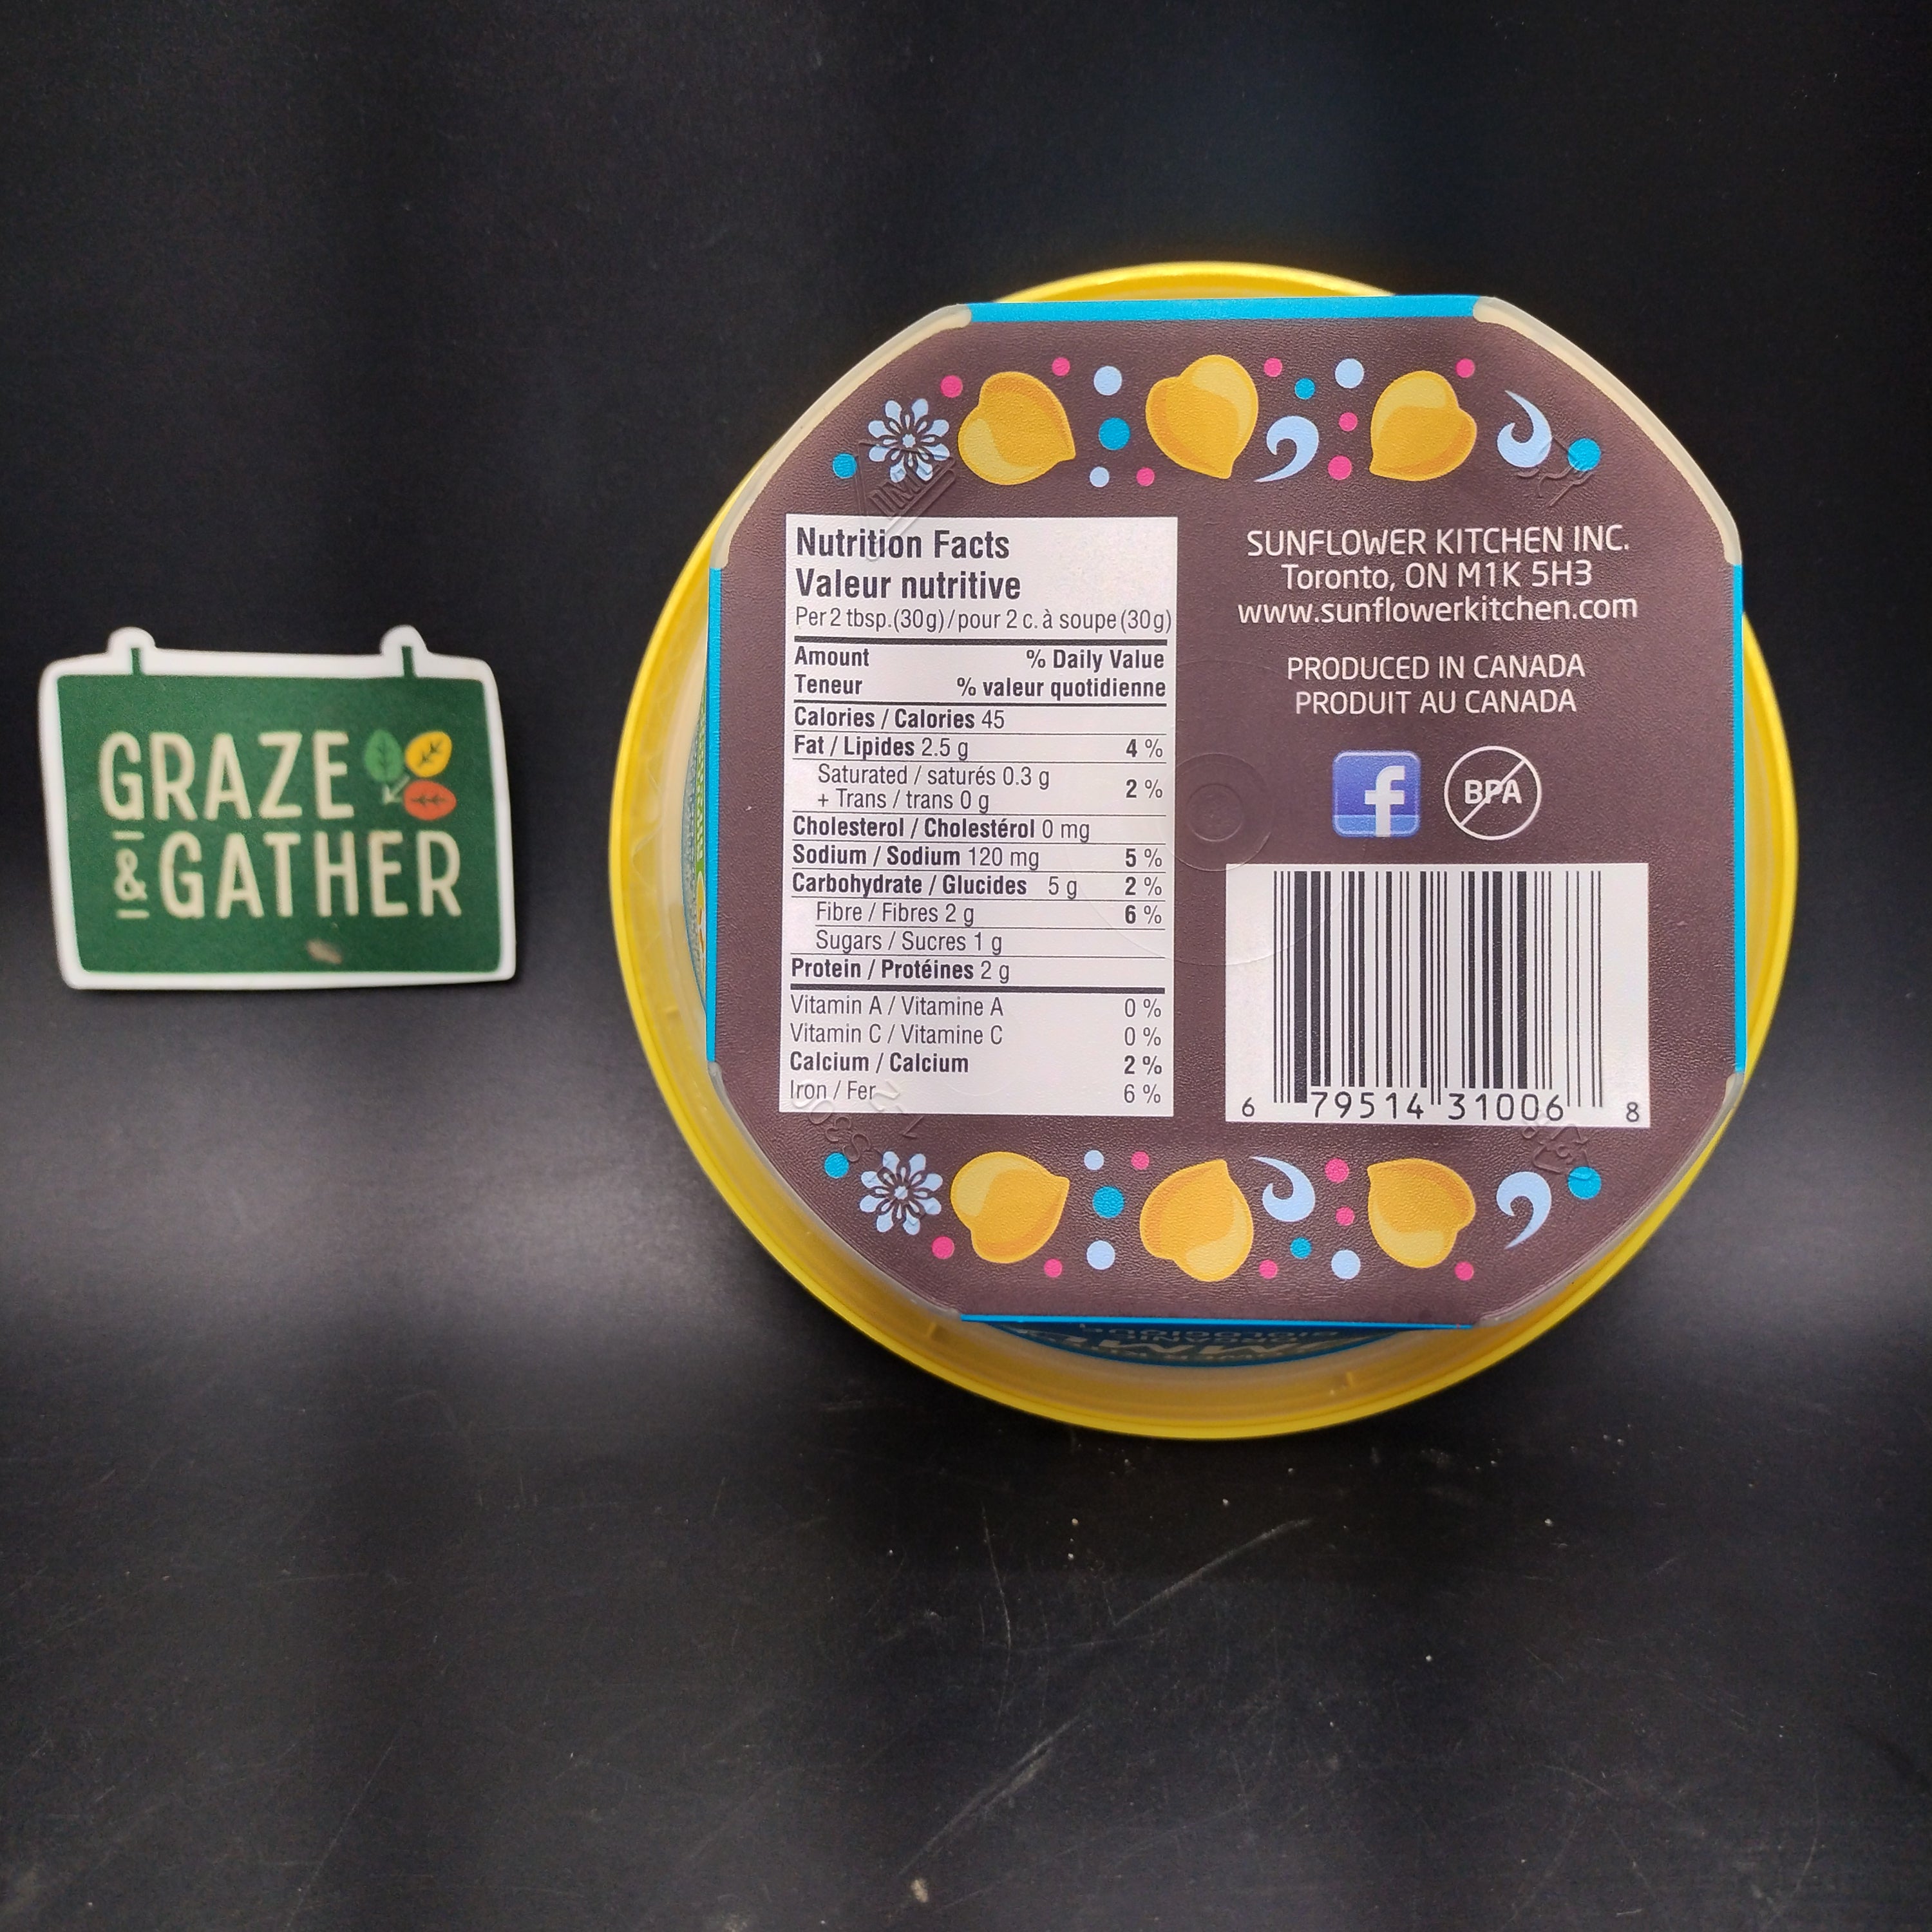 GRAZE
& GATHER
Nutrition Facts
Valeur nutritive
Per 2 tbsp. (30g) / pour 2 c. à soupe (30g)
Amount % Daily Value
Teneur % valeur quotidienne
Calories / Calories 45
Fat / Lipides 2.5 g 4 %
Saturated / saturés 0.3 g
+ Trans / trans 0 g 2 %
Cholesterol / Cholestérol 0 mg
Sodium / Sodium 120 mg 5 %
Carbohydrate / Glucides 5 g 2 %
Fibre / Fibres 2 g 6 %
Sugars / Sucres 1 g
Protein / Protéines 2 g
Vitamin A / Vitamine A 0 %
Vitamin C / Vitamine C 0 %
Calcium / Calcium 2 %
Iron / Fer 6 %
SUNFLOWER KITCHEN INC.
Toronto, ON M1K 5H3
www.sunflowerkitchen.com
PRODUCED IN CANADA
PRODUIT AU CANADA
f BPA
6 79514 31006 8
ORGANIC